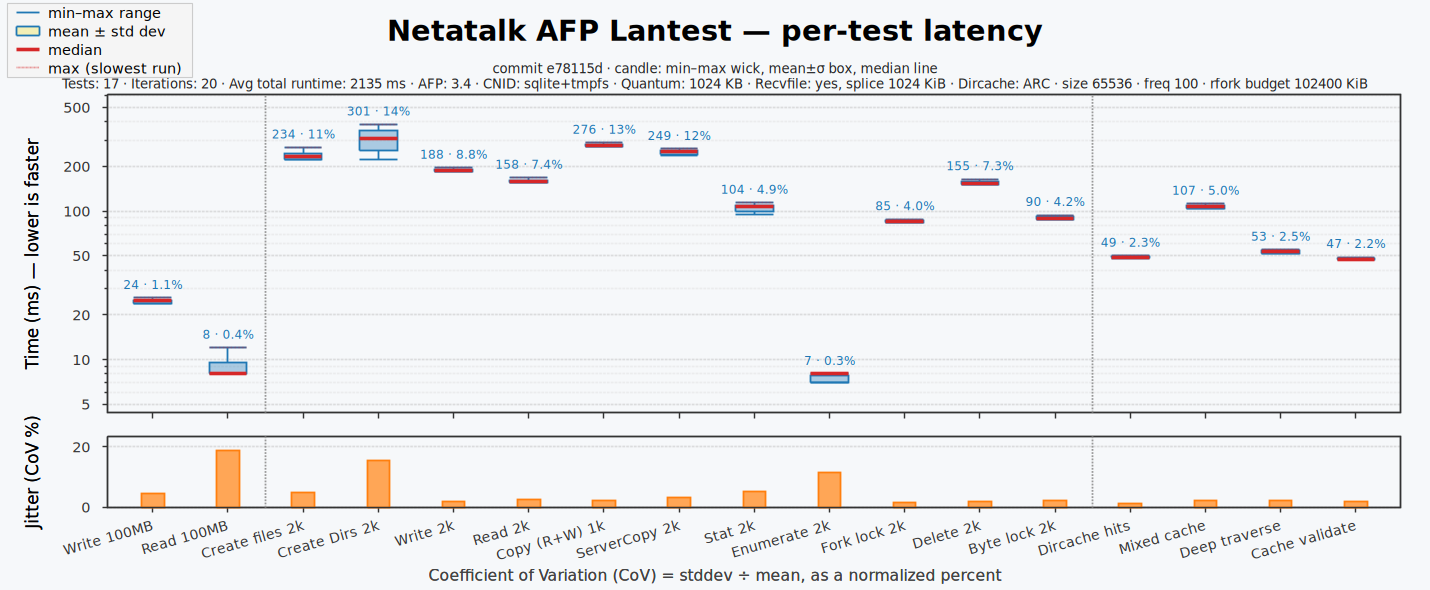 min–max range
mean ± std dev
median
max (slowest run)
Netatalk AFP Lantest — per-test latency
commit e78115d · candle: min–max wick, mean±σ box, median line
Tests: 17 · Iterations: 20 · Avg total runtime: 2135 ms · AFP: 3.4 · CNID: sqlite+tmpfs · Quantum: 1024 KB · Recvfile: yes, splice 1024 KiB · Dircache: ARC · size 65536 · freq 100 · rfork budget 102400 KiB
Time (ms) — lower is faster
500
200
100
50
20
10
5
24 · 1.1%
8 · 0.4%
234 · 11%
301 · 14%
188 · 8.8%
158 · 7.4%
276 · 13%
249 · 12%
104 · 4.9%
7 · 0.3%
85 · 4.0%
155 · 7.3%
90 · 4.2%
49 · 2.3%
107 · 5.0%
53 · 2.5%
47 · 2.2%
Jitter (CoV %)
20
0
Write 100MB
Read 100MB
Create files 2k
Create Dirs 2k
Write 2k
Read 2k
Copy (R+W) 1k
ServerCopy 2k
Stat 2k
Enumerate 2k
Fork lock 2k
Delete 2k
Byte lock 2k
Dircache hits
Mixed cache
Deep traverse
Cache validate
Coefficient of Variation (CoV) = stddev ÷ mean, as a normalized percent